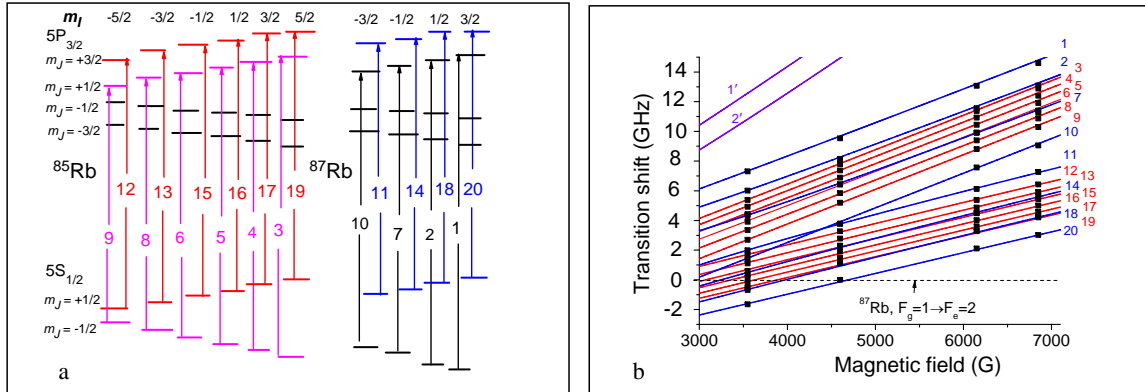 m_I -5/2 -3/2 -1/2 1/2 3/2 5/2 -3/2 -1/2 1/2 3/2
5P_3/2
m_J = +3/2
m_J = +1/2
m_J = -1/2
m_J = -3/2
85Rb 87Rb
12 13 15 16 17 19 11 14 18 20
9 8 6 5 4 3 10 7 2 1
5S_1/2
m_J = +1/2
m_J = -1/2
a
Transition shift (GHz)
14
12
10
8
6
4
2
0
-2
3000 4000 5000 6000 7000
Magnetic field (G)
1′
2′
87Rb, F_g=1→F_e=2
1
2
3
4
5
6
7
8
9
10
11
12
13
14
15
16
17
18
19
20
b